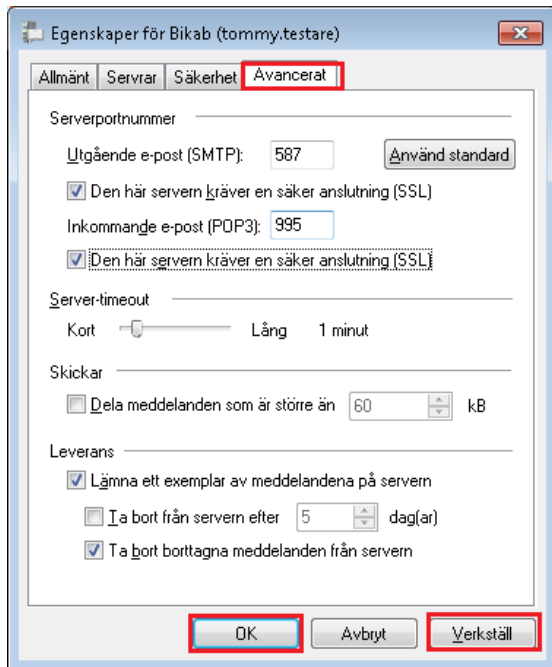 Egenskaper för Bikab (tommy.testare)
Allmänt Servrar Säkerhet Avancerat
Serverportnummer
Utgående e-post (SMTP): 587 Använd standard
Den här servern kräver en säker anslutning (SSL)
Inkommande e-post (POP3): 995
Den här servern kräver en säker anslutning (SSL)
Server-timeout
Kort Lång 1 minut
Skickar
Dela meddelanden som är större än 60 kB
Leverans
Lämna ett exemplar av meddelandena på servern
Ta bort från servern efter 5 dag(ar)
Ta bort borttagna meddelanden från servern
OK Avbryt Verkställ